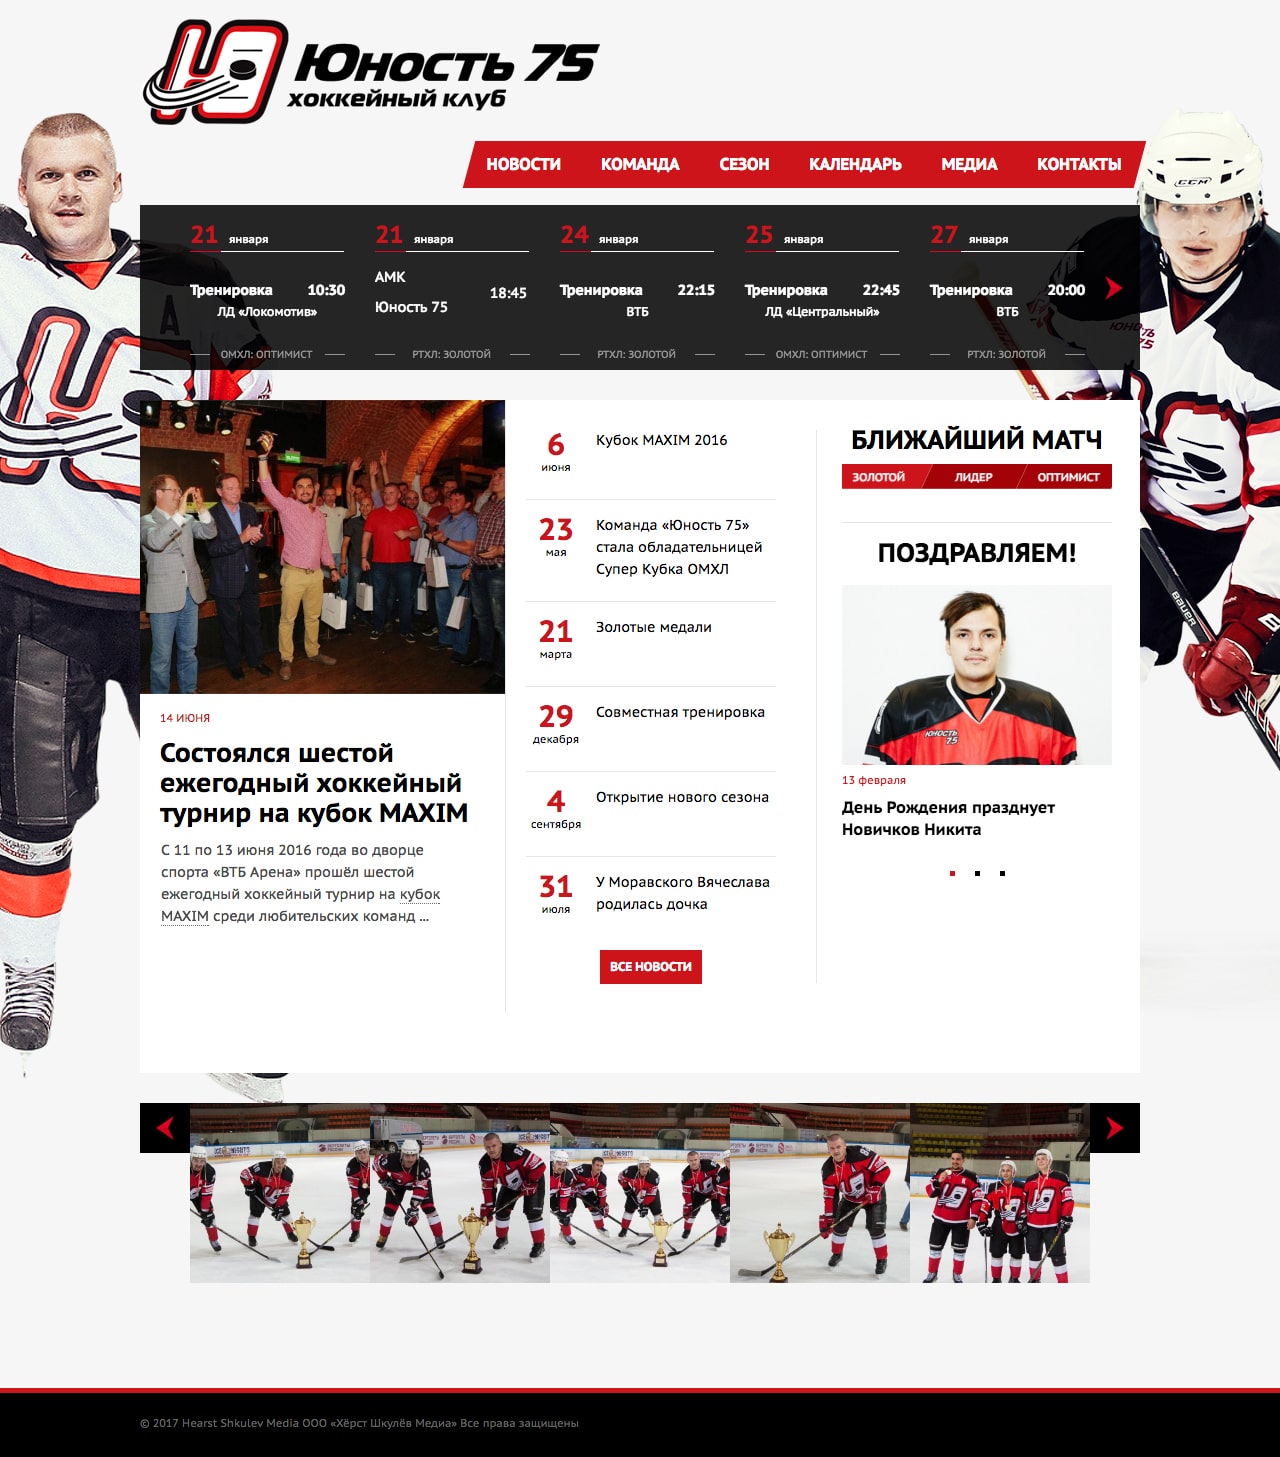 Юность 75
хоккейный клуб
НОВОСТИ КОМАНДА СЕЗОН КАЛЕНДАРЬ МЕДИА КОНТАКТЫ
21 января
Тренировка 10:30
ЛД «Локомотив»
ОМХЛ: ОПТИМИСТ
21 января
АМК
Юность 75
18:45
РТХЛ: ЗОЛОТОЙ
24 января
Тренировка 22:15
ВТБ
РТХЛ: ЗОЛОТОЙ
25 января
Тренировка 22:45
ЛД «Центральный»
ОМХЛ: ОПТИМИСТ
27 января
Тренировка 20:00
ВТБ
РТХЛ: ЗОЛОТОЙ
14 ИЮНЯ
Состоялся шестой
ежегодный хоккейный
турнир на кубок MAXIM
С 11 по 13 июня 2016 года во дворце
спорта «ВТБ Арена» прошёл шестой
ежегодный хоккейный турнир на кубок
MAXIM среди любительских команд ...
6
июня
Кубок MAXIM 2016
23
мая
Команда «Юность 75»
стала обладательницей
Супер Кубка ОМХЛ
21
марта
Золотые медали
29
декабря
Совместная тренировка
4
сентября
Открытие нового сезона
31
июля
У Моравского Вячеслава
родилась дочка
ВСЕ НОВОСТИ
БЛИЖАЙШИЙ МАТЧ
ЗОЛОТОЙ ЛИДЕР ОПТИМИСТ
ПОЗДРАВЛЯЕМ!
ЮНОСТЬ
75
13 февраля
День Рождения празднует
Новичков Никита
CCM
ЮНОСТЬ
75
BAUER
© 2017 Hearst Shkulev Media ООО «Хёрст Шкулёв Медиа» Все права защищены